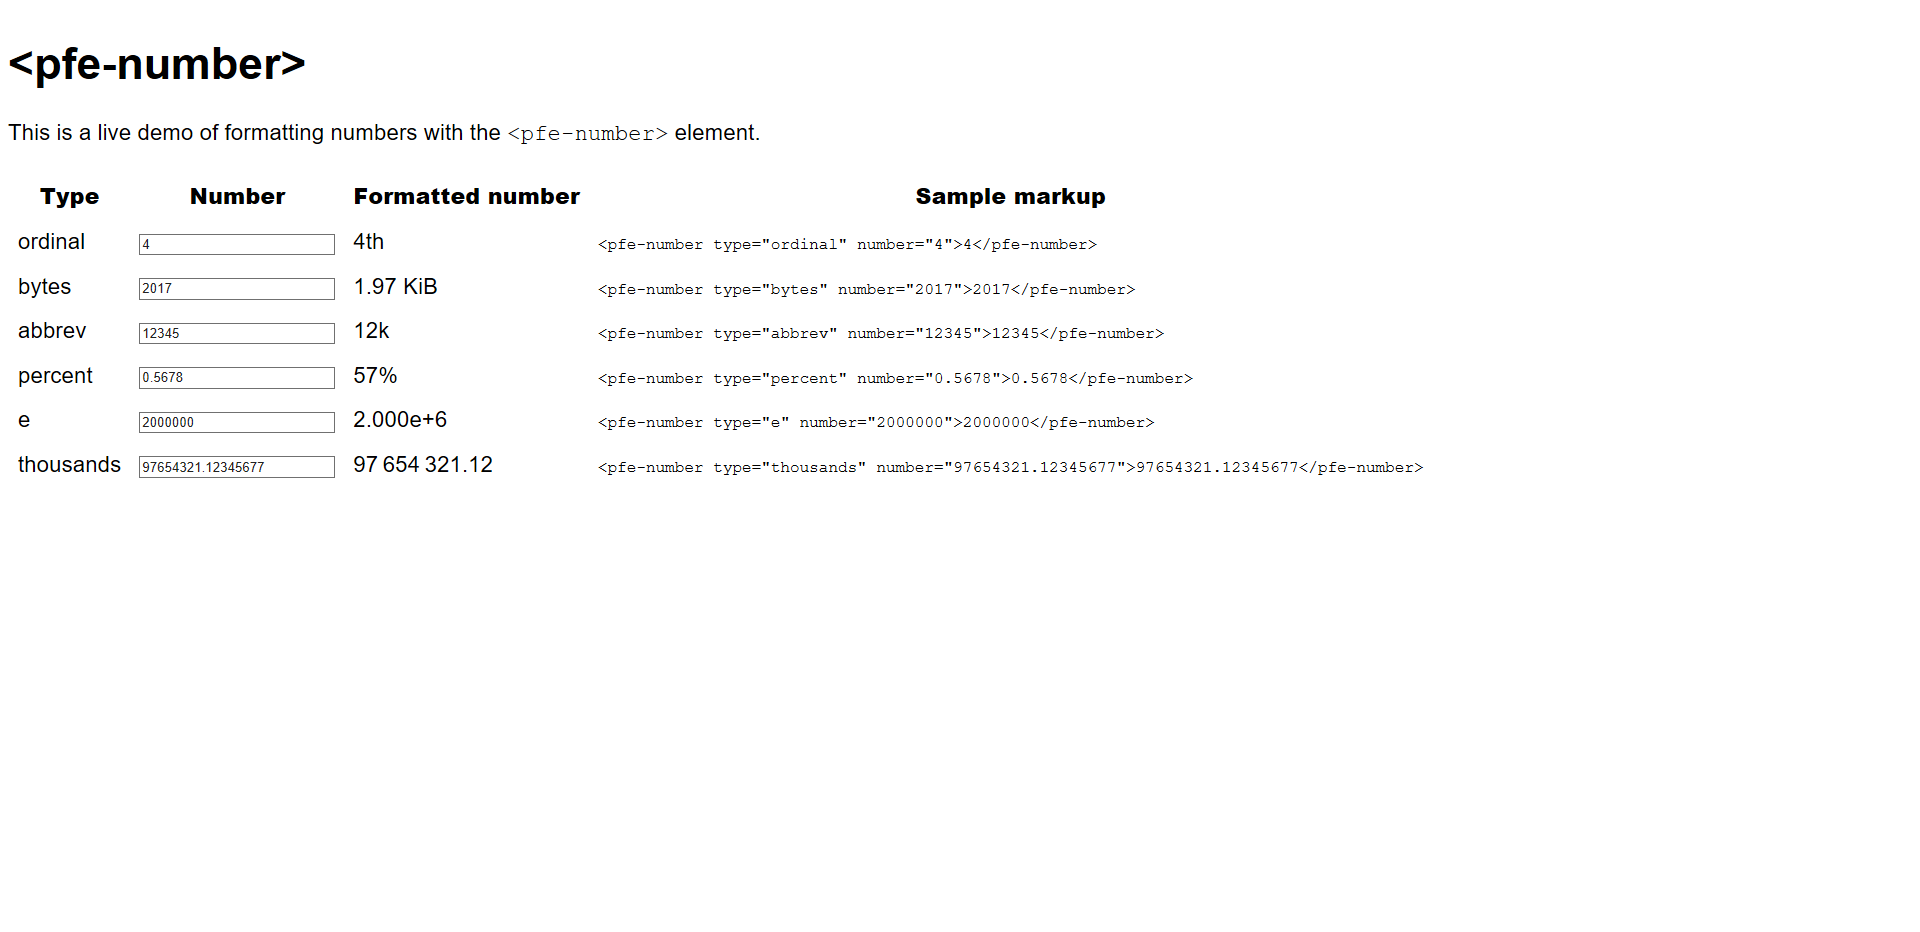 <pfe-number>
This is a live demo of formatting numbers with the <pfe-number> element.
Type Number Formatted number Sample markup
ordinal 4 4th <pfe-number type="ordinal" number="4">4</pfe-number>
bytes 2017 1.97 KiB <pfe-number type="bytes" number="2017">2017</pfe-number>
abbrev 12345 12k <pfe-number type="abbrev" number="12345">12345</pfe-number>
percent 0.5678 57% <pfe-number type="percent" number="0.5678">0.5678</pfe-number>
e 2000000 2.000e+6 <pfe-number type="e" number="2000000">2000000</pfe-number>
thousands 97654321.12345677 97 654 321.12 <pfe-number type="thousands" number="97654321.12345677">97654321.12345677</pfe-number>